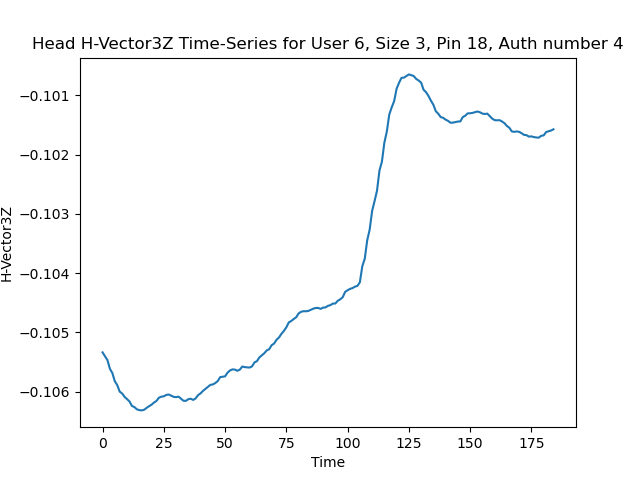 Head H-Vector3Z Time-Series for User 6, Size 3, Pin 18, Auth number 4
−0.101
−0.102
−0.103
−0.104
−0.105
−0.106
H-Vector3Z
0 25 50 75 100 125 150 175
Time